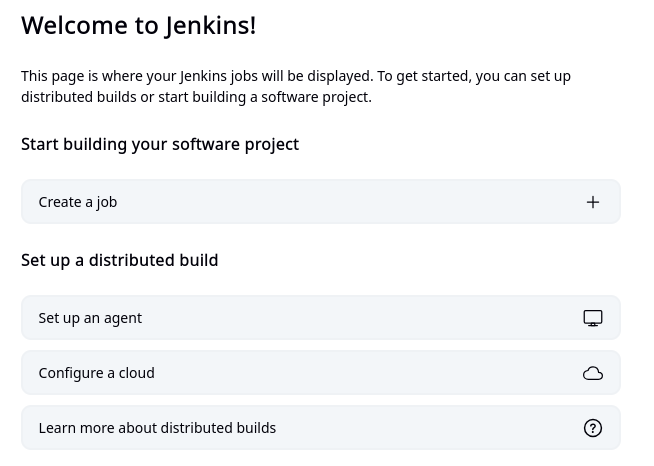 Welcome to Jenkins!
This page is where your Jenkins jobs will be displayed. To get started, you can set up
distributed builds or start building a software project.
Start building your software project
Create a job
Set up a distributed build
Set up an agent
Configure a cloud
Learn more about distributed builds